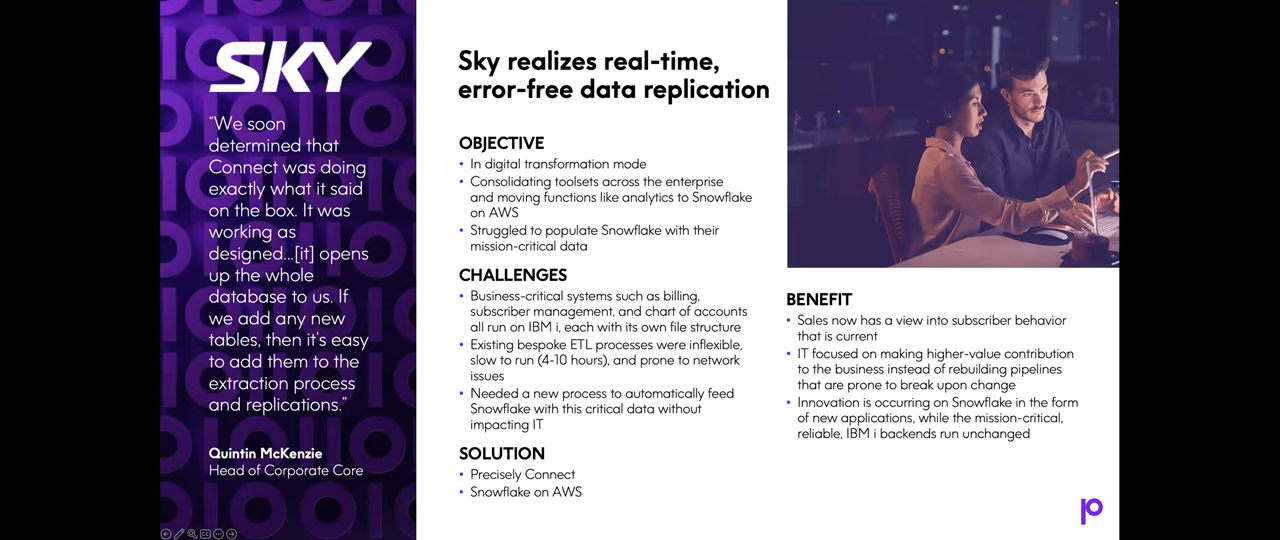 SKY
“We soon
determined that
Connect was doing
exactly what it said
on the box. It was
working as
designed...[it] opens
up the whole
database to us. If
we add any new
tables, then it’s easy
to add them to the
extraction process
and replications.”
Quintin McKenzie
Head of Corporate Core
Sky realizes real-time,
error-free data replication
OBJECTIVE
• In digital transformation mode
• Consolidating toolsets across the enterprise
and moving functions like analytics to Snowflake
on AWS
• Struggled to populate Snowflake with their
mission-critical data
CHALLENGES
• Business-critical systems such as billing,
subscriber management, and chart of accounts
all run on IBM i, each with its own file structure
• Existing bespoke ETL processes were inflexible,
slow to run (4-10 hours), and prone to network
issues
• Needed a new process to automatically feed
Snowflake with this critical data without
impacting IT
SOLUTION
• Precisely Connect
• Snowflake on AWS
BENEFIT
• Sales now has a view into subscriber behavior
that is current
• IT focused on making higher-value contribution
to the business instead of rebuilding pipelines
that are prone to break upon change
• Innovation is occurring on Snowflake in the form
of new applications, while the mission-critical,
reliable, IBM i backends run unchanged